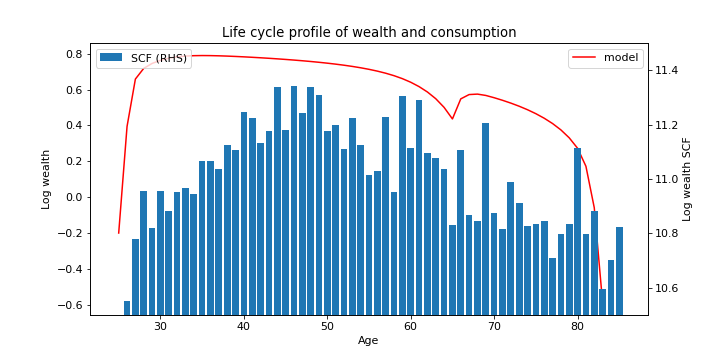 Life cycle profile of wealth and consumption
SCF (RHS)
model
0.8
0.6
0.4
0.2
0.0
−0.2
−0.4
−0.6
Log wealth
11.4
11.2
11.0
10.8
10.6
Log wealth SCF
30 40 50 60 70 80
Age